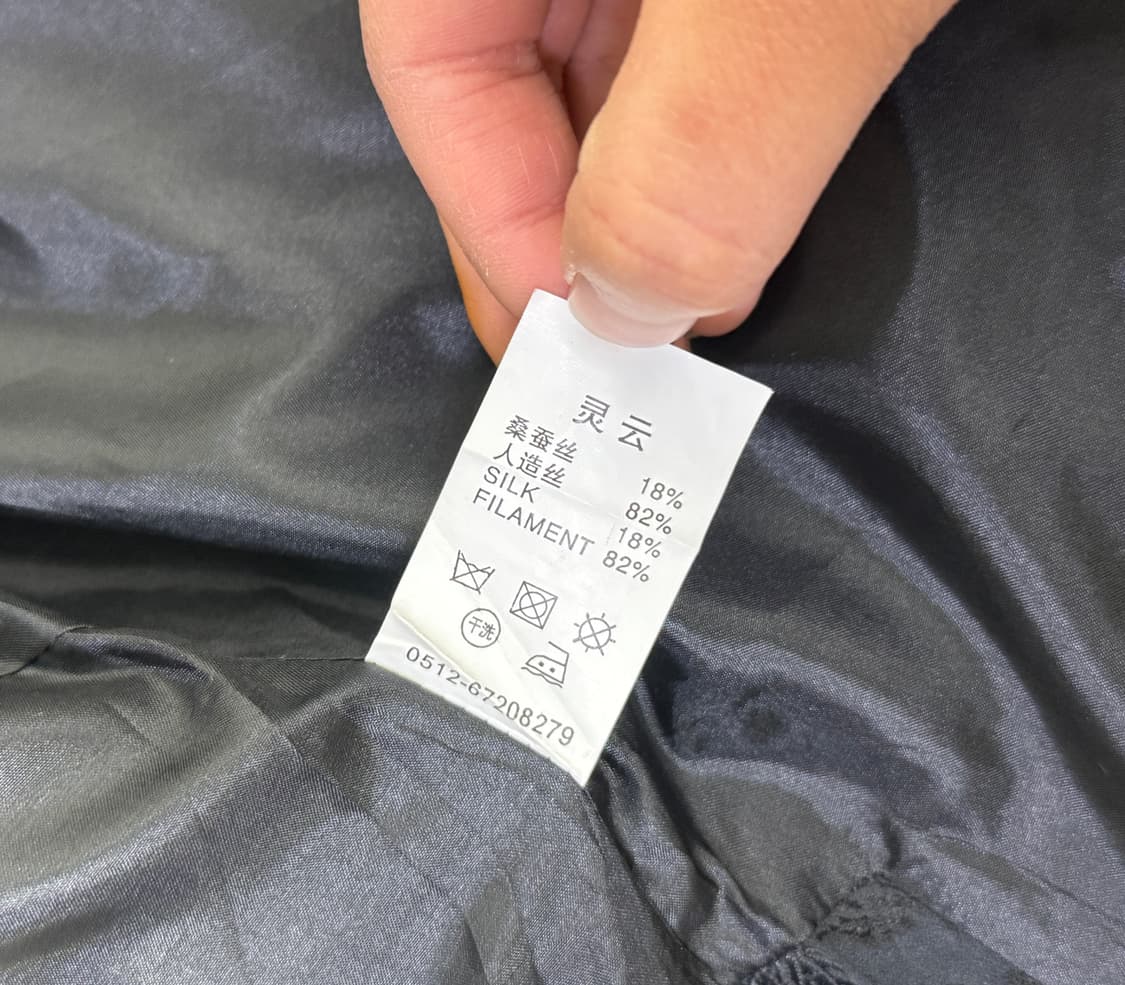 灵云
桑蚕丝 18%
人造丝 82%
SILK 18%
FILAMENT 82%
干洗
0512-67208279